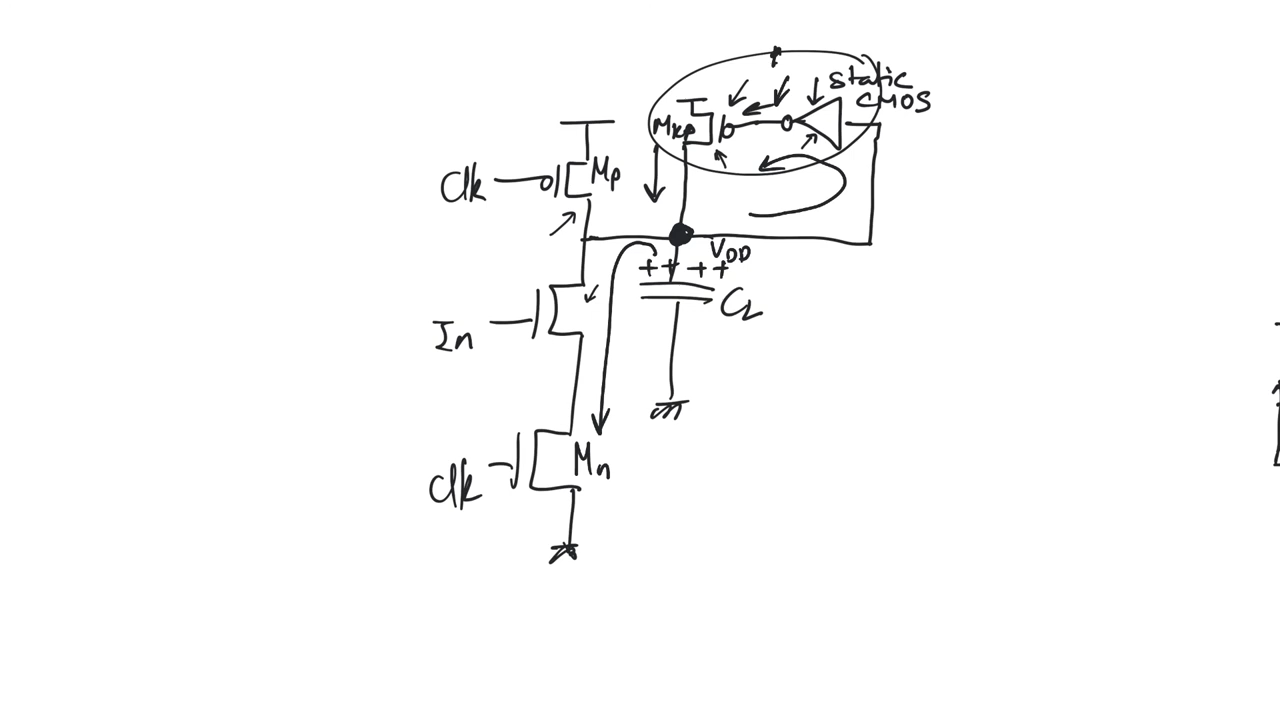 static
CMOS
Mkp
Clk
Mp
VDD
+ + + +
CL
In
Clk
Mn